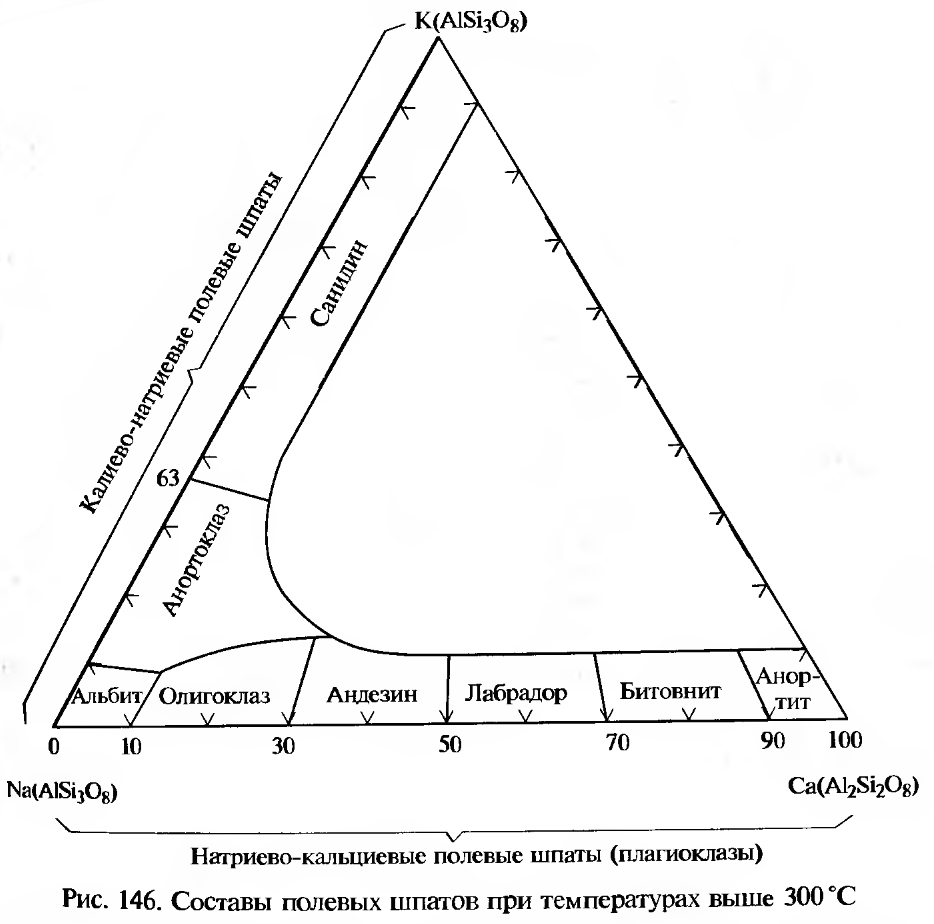 K(AlSi₃O₈)
Калиево-натриевые полевые шпаты
Санидин
63
Анортоклаз
Альбит
Олигоклаз
Андезин
Лабрадор
Битовнит
Анор-
тит
0 10 30 50 70 90 100
Na(AlSi₃O₈) Ca(Al₂Si₂O₈)
Натриево-кальциевые полевые шпаты (плагиоклазы)
Рис. 146. Составы полевых шпатов при температурах выше 300 °С